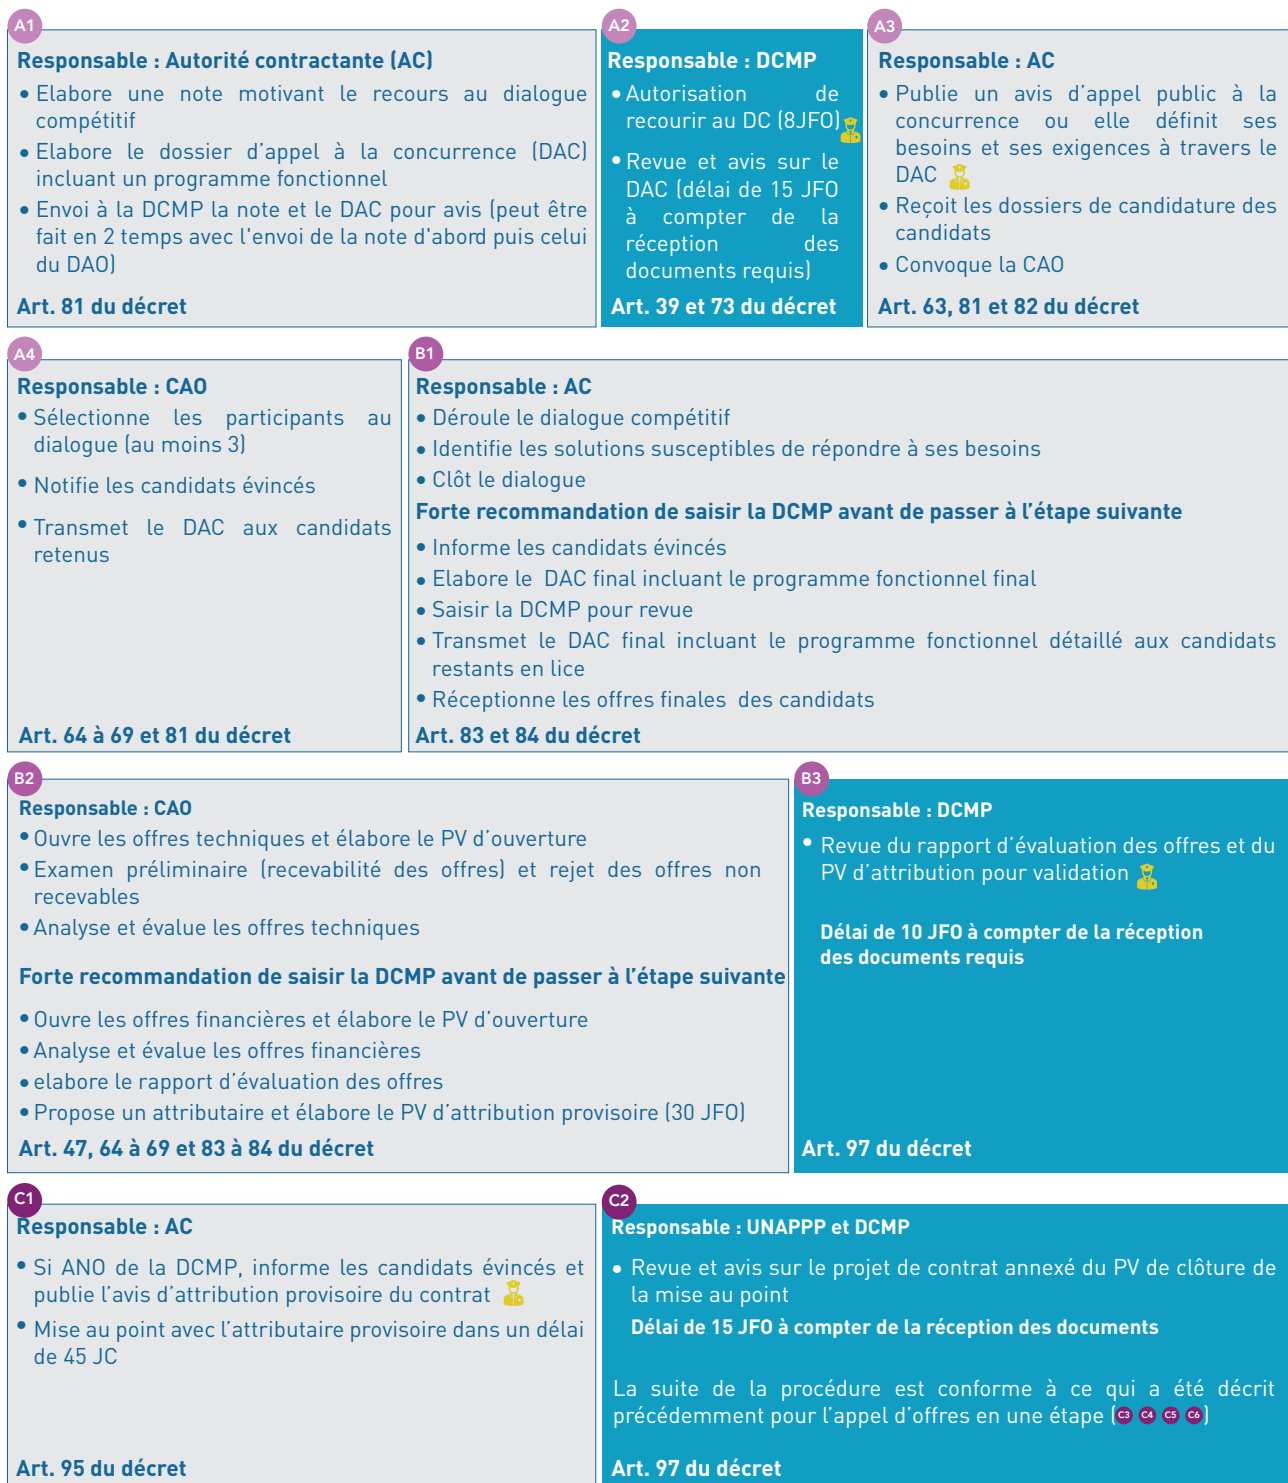 A1
Responsable : Autorité contractante (AC)
• Elabore une note motivant le recours au dialogue
compétitif
• Elabore le dossier d'appel à la concurrence (DAC)
incluant un programme fonctionnel
• Envoi à la DCMP la note et le DAC pour avis (peut être
fait en 2 temps avec l'envoi de la note d'abord puis celui
du DAO)
Art. 81 du décret
A2
Responsable : DCMP
• Autorisation de
recourir au DC (8JFO)
• Revue et avis sur le
DAC (délai de 15 JFO
à compter de la
réception des
documents requis)
Art. 39 et 73 du décret
A3
Responsable : AC
• Publie un avis d’appel public à la
concurrence ou elle définit ses
besoins et ses exigences à travers le
DAC
• Reçoit les dossiers de candidature des
candidats
• Convoque la CAO
Art. 63, 81 et 82 du décret
A4
Responsable : CAO
• Sélectionne les participants au
dialogue (au moins 3)
• Notifie les candidats évincés
• Transmet le DAC aux candidats
retenus
Art. 64 à 69 et 81 du décret
B1
Responsable : AC
• Déroule le dialogue compétitif
• Identifie les solutions susceptibles de répondre à ses besoins
• Clôt le dialogue
Forte recommandation de saisir la DCMP avant de passer à l’étape suivante
• Informe les candidats évincés
• Elabore le DAC final incluant le programme fonctionnel final
• Saisir la DCMP pour revue
• Transmet le DAC final incluant le programme fonctionnel détaillé aux candidats
restants en lice
• Réceptionne les offres finales des candidats
Art. 83 et 84 du décret
B2
Responsable : CAO
• Ouvre les offres techniques et élabore le PV d’ouverture
• Examen préliminaire (recevabilité des offres) et rejet des offres non
recevables
• Analyse et évalue les offres techniques
Forte recommandation de saisir la DCMP avant de passer à l’étape suivante
• Ouvre les offres financières et élabore le PV d’ouverture
• Analyse et évalue les offres financières
• elabore le rapport d’évaluation des offres
• Propose un attributaire et élabore le PV d’attribution provisoire (30 JFO)
Art. 47, 64 à 69 et 83 à 84 du décret
B3
Responsable : DCMP
• Revue du rapport d’évaluation des offres et du
PV d’attribution pour validation
Délai de 10 JFO à compter de la réception
des documents requis
Art. 97 du décret
C1
Responsable : AC
• Si ANO de la DCMP, informe les candidats évincés et
publie l’avis d’attribution provisoire du contrat
• Mise au point avec l’attributaire provisoire dans un délai
de 45 JC
Art. 95 du décret
C2
Responsable : UNAPPP et DCMP
• Revue et avis sur le projet de contrat annexé du PV de clôture de
la mise au point
Délai de 15 JFO à compter de la réception des documents
La suite de la procédure est conforme à ce qui a été décrit
précédemment pour l’appel d’offres en une étape (C3 C4 C5 C6)
Art. 97 du décret